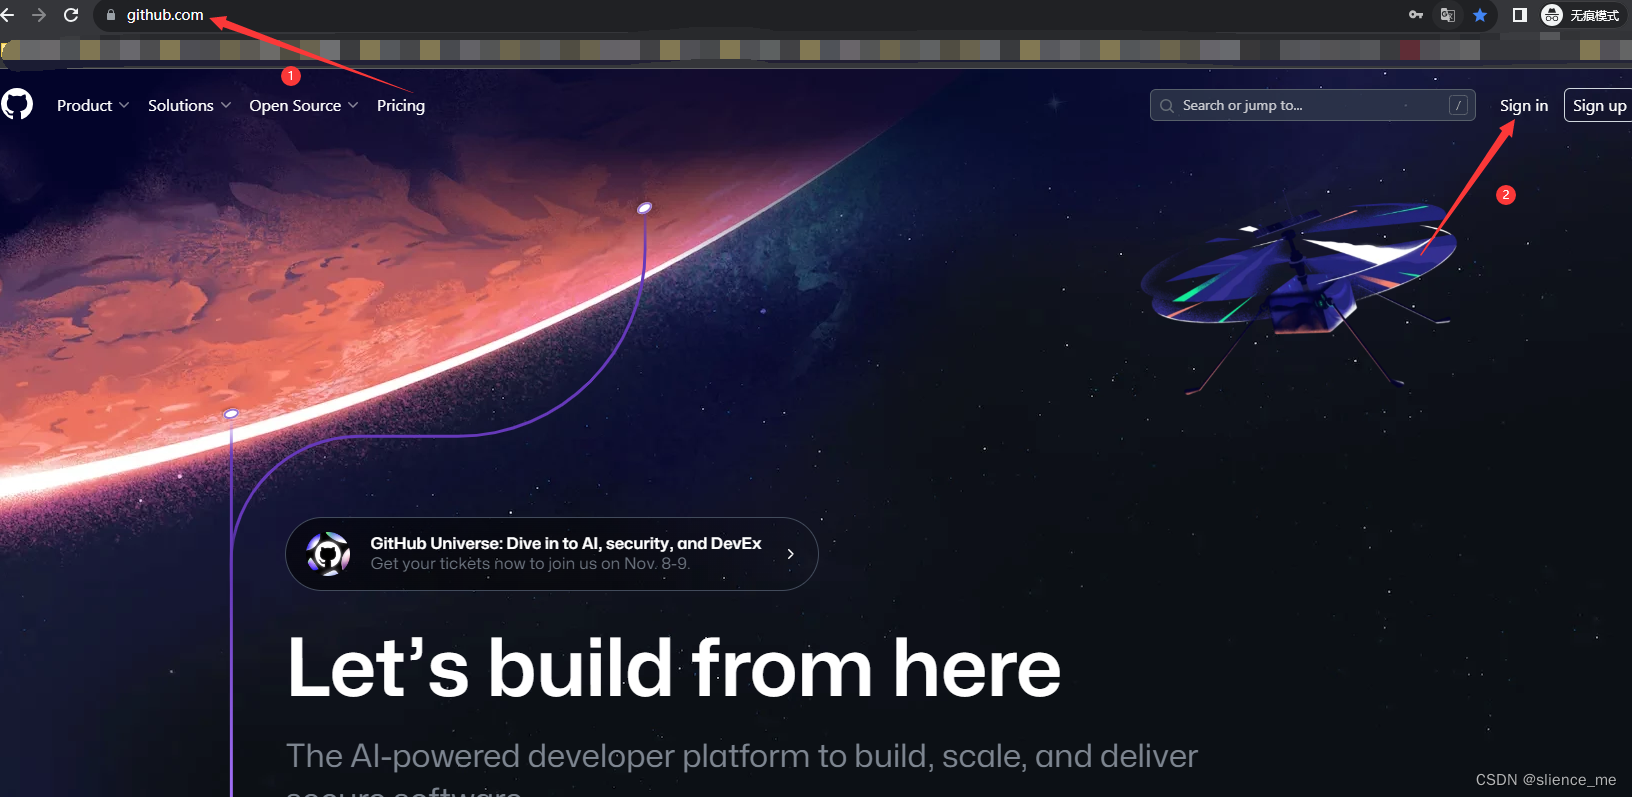 github.com
无痕模式
1
Product
Solutions
Open Source
Pricing
Search or jump to...
/
Sign in
Sign up
2
GitHub Universe: Dive in to AI, security, and DevEx
Get your tickets now to join us on Nov. 8-9.
Let's build from here
The AI-powered developer platform to build, scale, and deliver
secure software
CSDN @slience_me